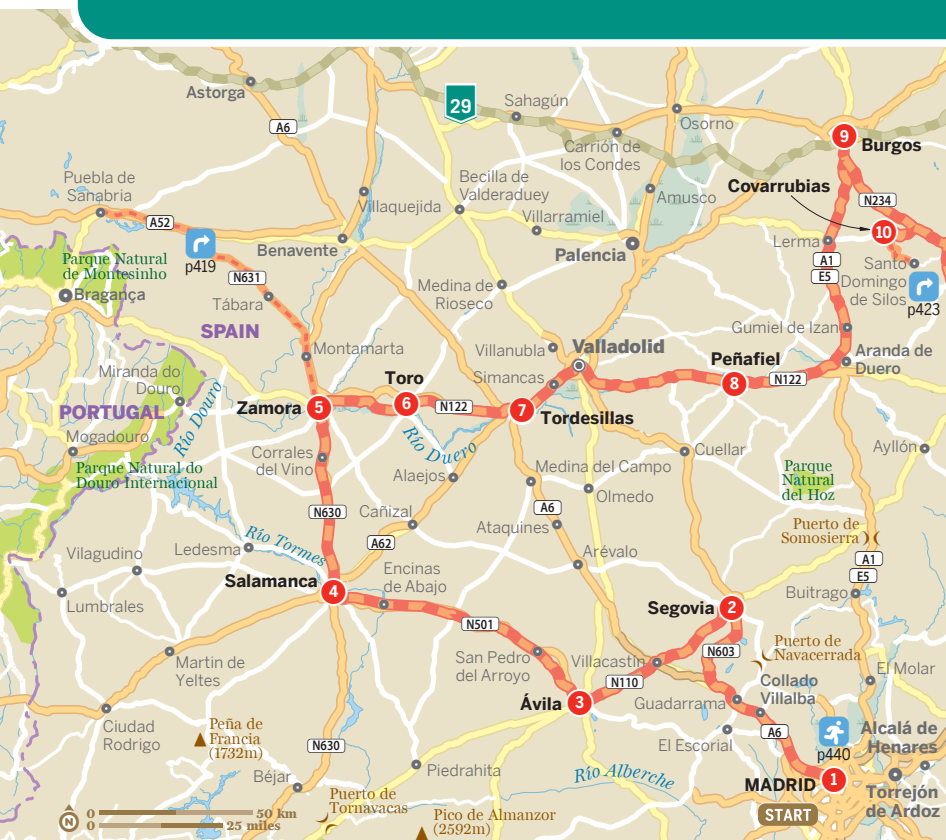 29
Astorga
A6
Sahagún
Osorno
9
Burgos
Carrión de
los Condes
Puebla de
Sanabria
Becilla de
Valderaduey
Covarrubias
Villaquejida
Amusco
N234
A52
Villarramiel
10
p419
Benavente
Palencia
Lerma
Parque Natural
de Montesinho
N631
A1
E5
Santo
Domingo
de Silos
p423
Bragança
Tábara
Medina de
Rioseco
SPAIN
Gumiel de Izan
Montamarta
Villanubla
Valladolid
Peñafiel
Aranda de
Duero
Miranda do
Douro
Toro
Simancas
8
N122
PORTUGAL
Río Douro
Zamora
5
6
N122
7
Tordesillas
Mogadouro
Río Duero
Corrales
del Vino
Cuellar
Ayllón
Parque Natural do
Douro Internacional
Alaejos
Medina del Campo
Parque
Natural
del Hoz
Olmedo
N630
Cañizal
A6
Ataquines
Puerto de
Somosierra
Río Tormes
A62
Vilagudino
Ledesma
Arévalo
A1
E5
Encinas
de Abajo
Salamanca
4
Buitrago
Lumbrales
Segovia
2
N501
Puerto de
Navacerrada
N603
San Pedro
del Arroyo
Villacastín
Martin de
Yeltes
N110
Collado
Villalba
El Molar
Ávila
3
Guadarrama
Ciudad
Rodrigo
Peña de
Francia
(1732m)
A6
Alcalá de
Henares
N630
El Escorial
p440
Piedrahita
Béjar
Río Alberche
MADRID
1
Torrejón
de Ardoz
Puerto de
Tornavacas
START
Pico de Almanzor
(2592m)
N
0
50 km
0
25 miles